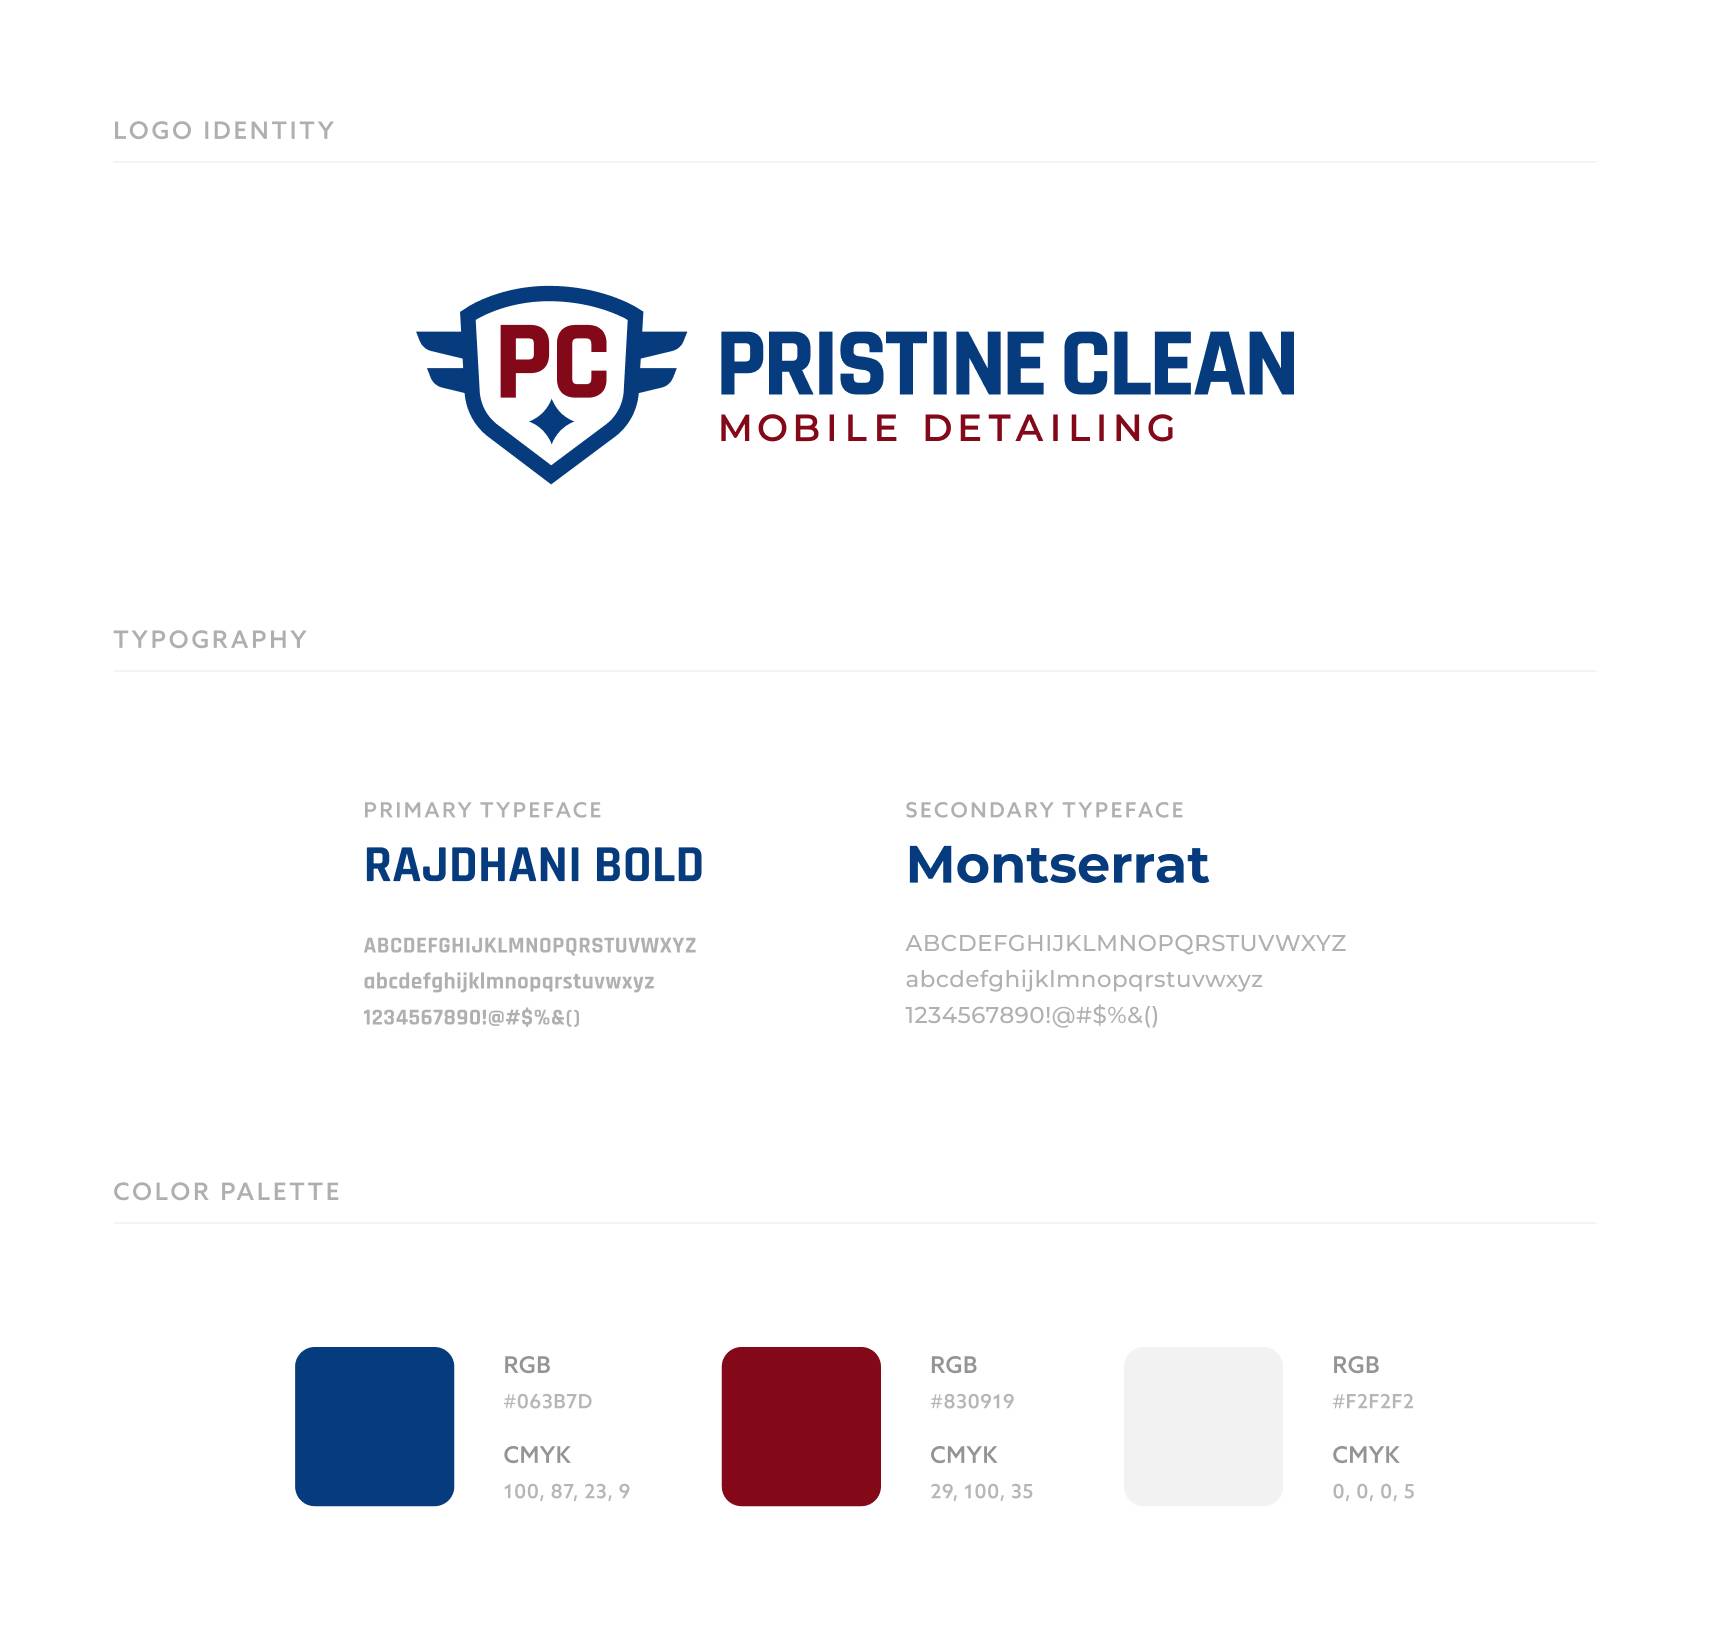 LOGO IDENTITY
PC
PRISTINE CLEAN
MOBILE DETAILING
TYPOGRAPHY
PRIMARY TYPEFACE
RAJDHANI BOLD
ABCDEFGHIJKLMNOPQRSTUVWXYZ
abcdefghijklmnopqrstuvwxyz
1234567890!@#$%&()
SECONDARY TYPEFACE
Montserrat
ABCDEFGHIJKLMNOPQRSTUVWXYZ
abcdefghijklmnopqrstuvwxyz
1234567890!@#$%&()
COLOR PALETTE
RGB
#063B7D
CMYK
100, 87, 23, 9
RGB
#830919
CMYK
29, 100, 35
RGB
#F2F2F2
CMYK
0, 0, 0, 5